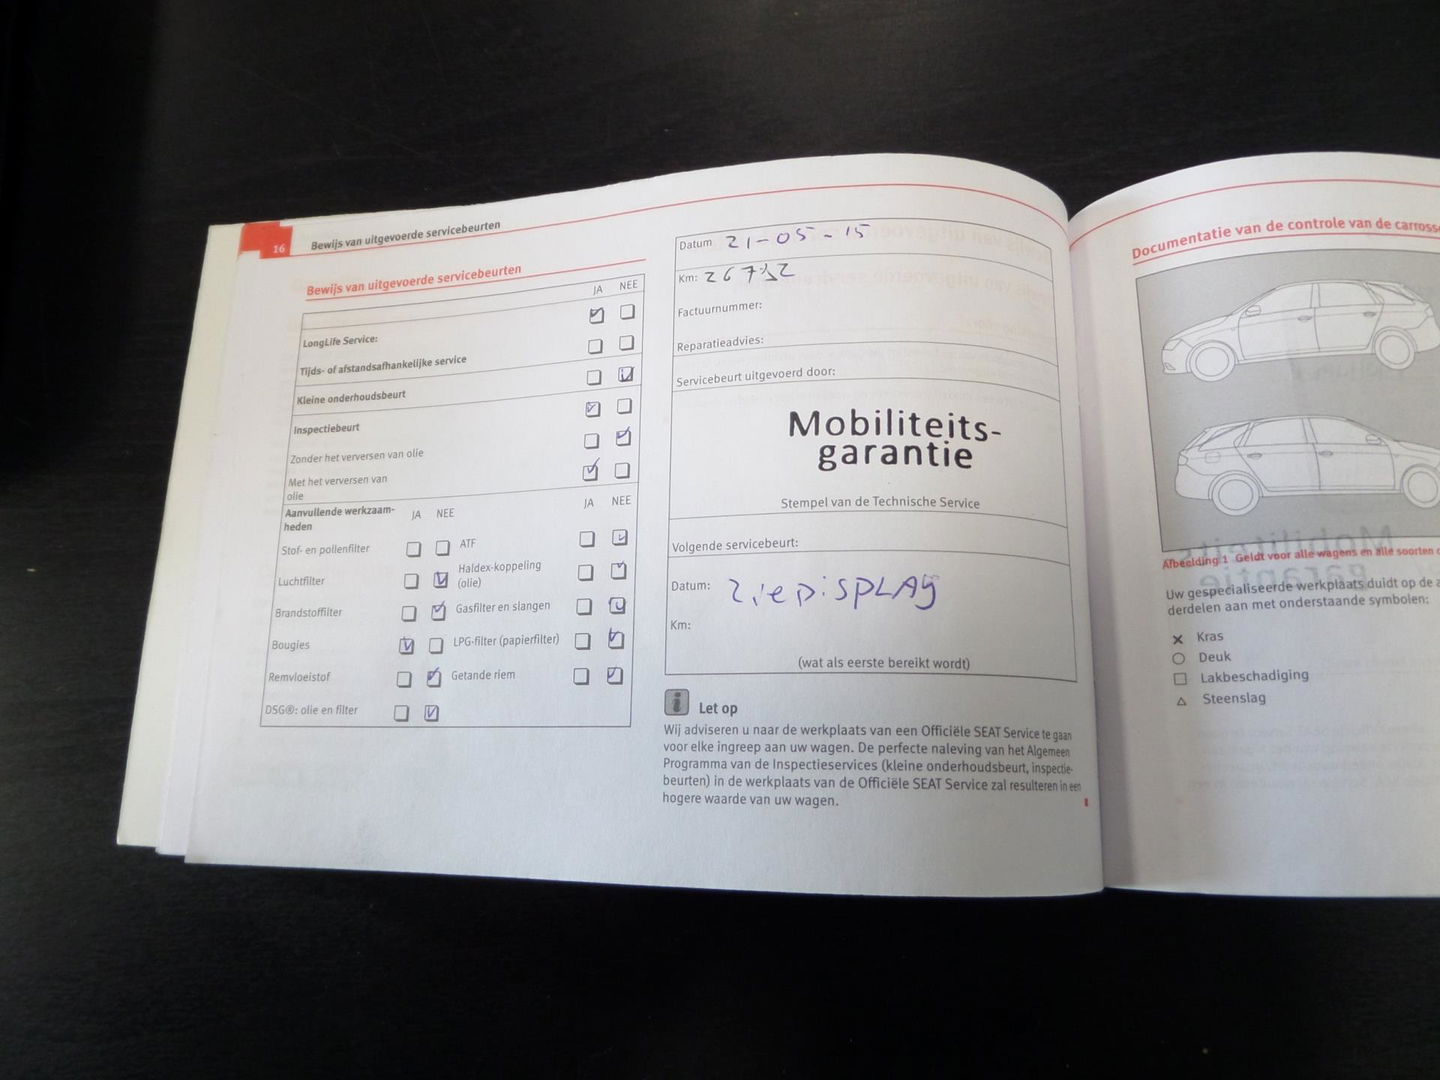 16 Bewijs van uitgevoerde servicebeurten
Bewijs van uitgevoerde servicebeurten
JA NEE
LongLife Service:
Tijds- of afstandsafhankelijke service
Kleine onderhoudsbeurt
Inspectiebeurt
Zonder het verversen van olie
Met het verversen van
olie
Aanvullende werkzaam-
heden
JA NEE
JA NEE
Stof- en pollenfilter
ATF
Luchtfilter
Haldex-koppeling
(olie)
Brandstoffilter
Gasfilter en slangen
Bougies
LPG-filter (papierfilter)
Remvloeistof
Getande riem
DSG®: olie en filter
Datum 21-05-15
Km: 26732
Factuurnummer:
Reparatieadvies:
Servicebeurt uitgevoerd door:
Mobiliteits-
garantie
Stempel van de Technische Service
Volgende servicebeurt:
Datum: ZieDiSPLAY
Km:
(wat als eerste bereikt wordt)
i Let op
Wij adviseren u naar de werkplaats van een Officiële SEAT Service te gaan
voor elke ingreep aan uw wagen. De perfecte naleving van het Algemeen
Programma van de Inspectieservices (kleine onderhoudsbeurt, inspectie-
beurten) in de werkplaats van de Officiële SEAT Service zal resulteren in een
hogere waarde van uw wagen.
Documentatie van de controle van de
Afbeelding 1 Geldt voor alle wagens en alle soorten
Uw gespecialiseerde werkplaats duidt op de
derdelen aan met onderstaande symbolen:
Kras
Deuk
Lakbeschadiging
Steenslag